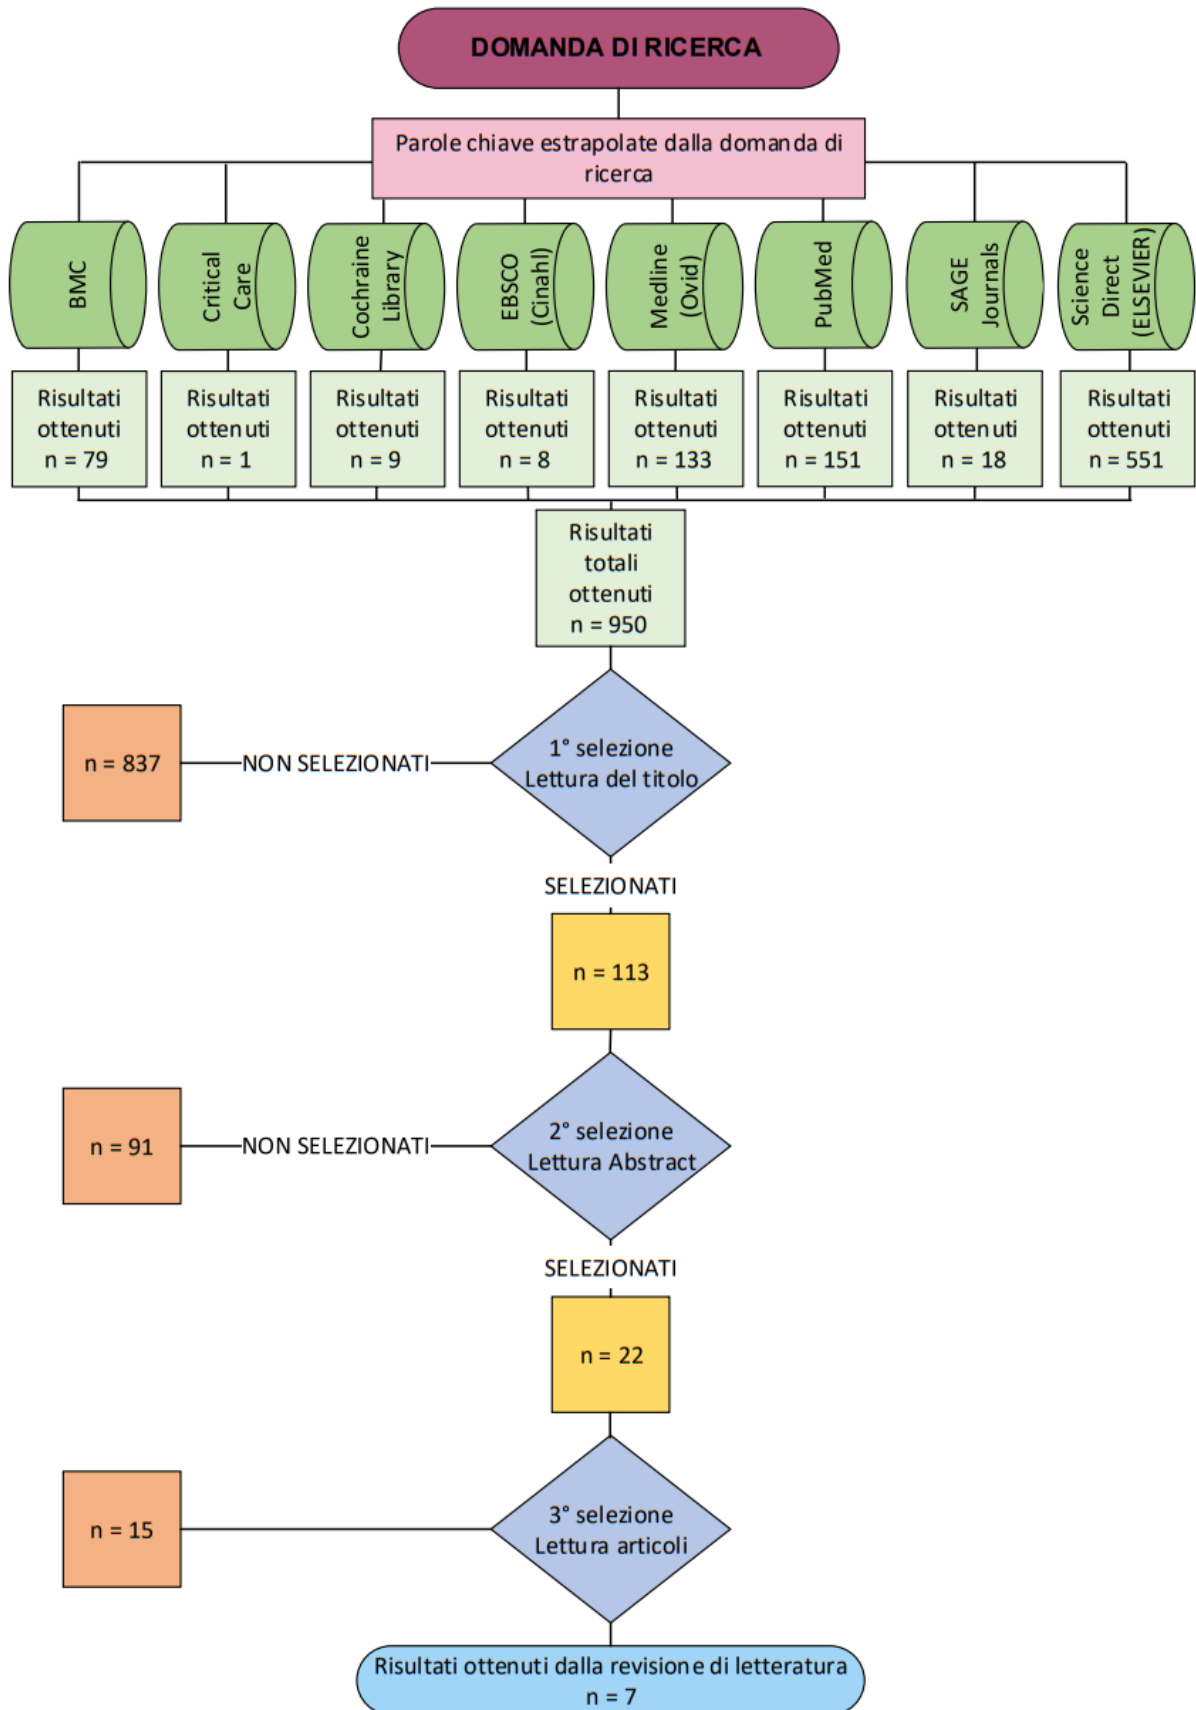 DOMANDA DI RICERCA
Parole chiave estrapolate dalla domanda di
ricerca
BMC
Critical
Care
Cochraine
Library
EBSCO
(Cinahl)
Medline
(Ovid)
PubMed
SAGE
Journals
Science
Direct
(ELSEVIER)
Risultati
ottenuti
n = 79
Risultati
ottenuti
n = 1
Risultati
ottenuti
n = 9
Risultati
ottenuti
n = 8
Risultati
ottenuti
n = 133
Risultati
ottenuti
n = 151
Risultati
ottenuti
n = 18
Risultati
ottenuti
n = 551
Risultati
totali
ottenuti
n = 950
1° selezione
Lettura del titolo
NON SELEZIONATI
n = 837
SELEZIONATI
n = 113
2° selezione
Lettura Abstract
NON SELEZIONATI
n = 91
SELEZIONATI
n = 22
3° selezione
Lettura articoli
n = 15
Risultati ottenuti dalla revisione di letteratura
n = 7